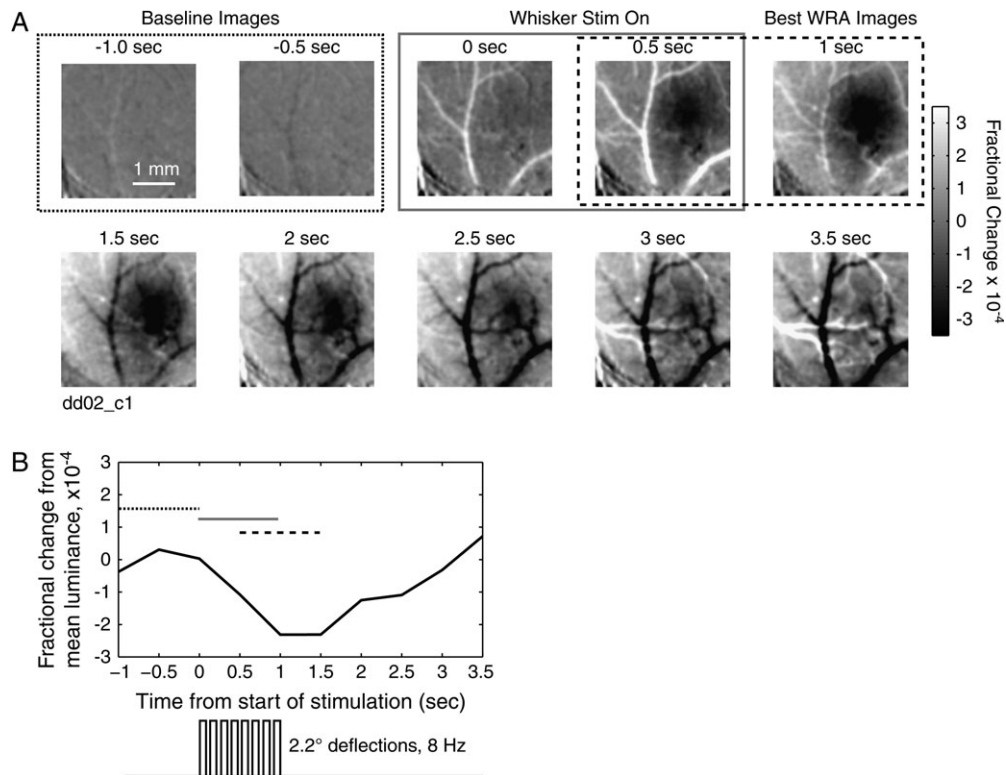 A
Baseline Images
Whisker Stim On
Best WRA Images
-1.0 sec
-0.5 sec
0 sec
0.5 sec
1 sec
1 mm
3
2
1
0
-1
-2
-3
Fractional Change x 10⁻⁴
1.5 sec
2 sec
2.5 sec
3 sec
3.5 sec
dd02_c1
B
Fractional change from
mean luminance, x10⁻⁴
3
2
1
0
-1
-2
-3
−1 −0.5 0 0.5 1 1.5 2 2.5 3 3.5
Time from start of stimulation (sec)
2.2° deflections, 8 Hz